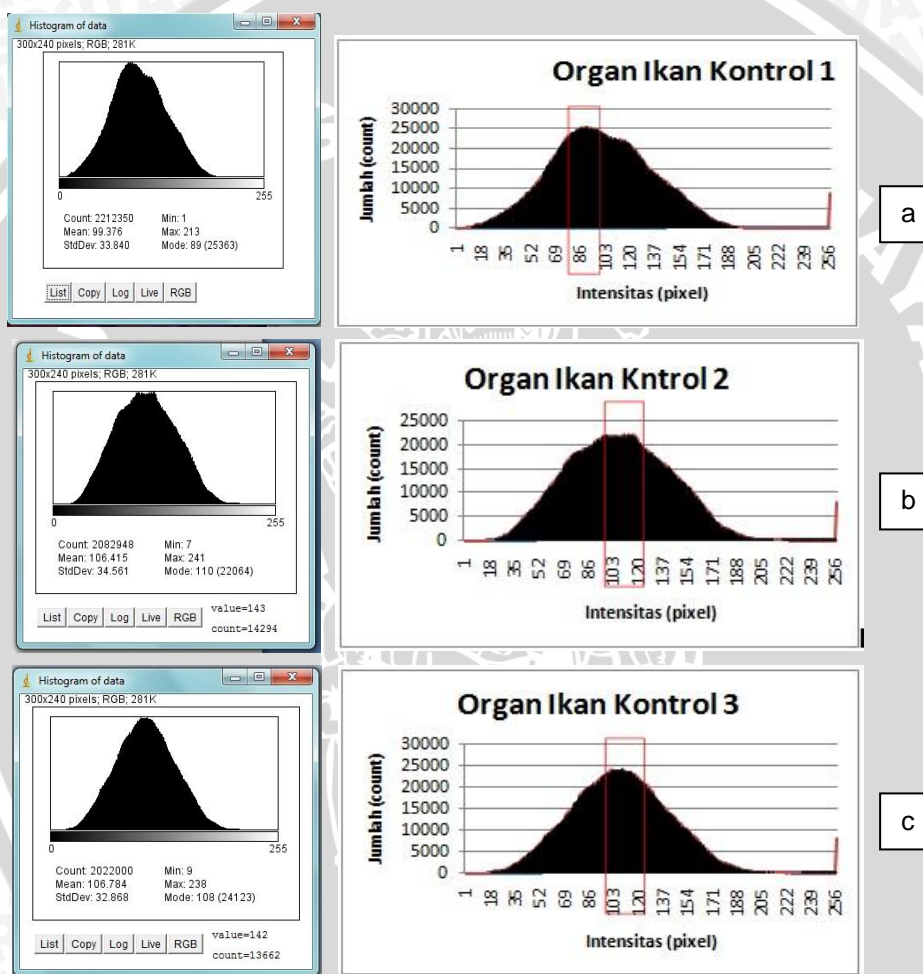 Histogram of data
300x240 pixels; RGB; 281K
0 255
Count: 2212350 Min: 1
Mean: 99.376 Max: 213
StdDev: 33.840 Mode: 89 (25363)
List Copy Log Live RGB
Organ Ikan Kontrol 1
Jumlah (count)
30000
25000
20000
15000
10000
5000
0
1 18 35 52 69 86 103 120 137 154 171 188 205 222 239 256
Intensitas (pixel)
a
Histogram of data
300x240 pixels; RGB; 281K
0 255
Count: 2082948 Min: 7
Mean: 106.415 Max: 241
StdDev: 34.561 Mode: 110 (22064)
List Copy Log Live RGB value=143
count=14294
Organ Ikan Kntrol 2
Jumlah (count)
25000
20000
15000
10000
5000
0
1 18 35 52 69 86 103 120 137 154 171 188 205 222 239 256
Intensitas (pixel)
b
Histogram of data
300x240 pixels; RGB; 281K
0 255
Count: 2022000 Min: 9
Mean: 106.784 Max: 238
StdDev: 32.868 Mode: 108 (24123)
List Copy Log Live RGB value=142
count=13662
Organ Ikan Kontrol 3
Jumlah (count)
30000
25000
20000
15000
10000
5000
0
1 18 35 52 69 86 103 120 137 154 171 188 205 222 239 256
Intensitas (pixel)
c